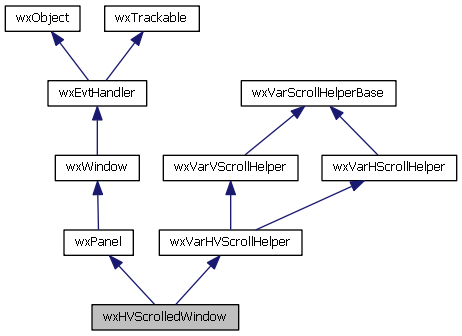 wxObject
wxTrackable
wxEvtHandler
wxVarScrollHelperBase
wxWindow
wxVarVScrollHelper
wxVarHScrollHelper
wxPanel
wxVarHVScrollHelper
wxHVScrolledWindow